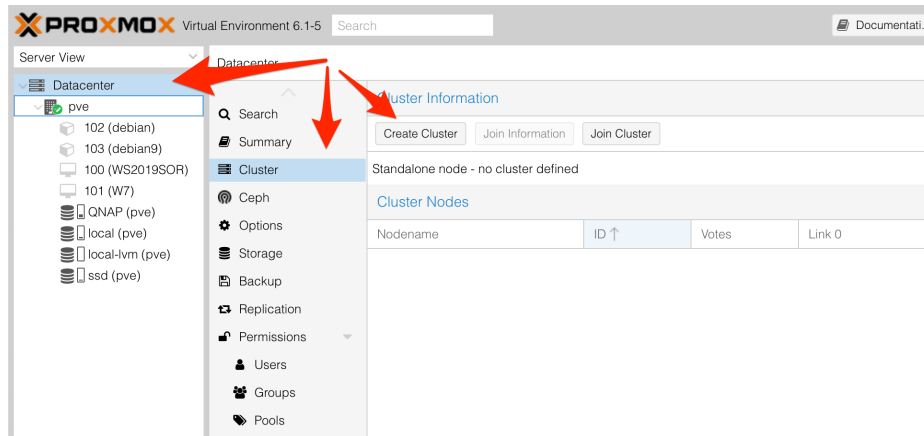 PROXMOX Virtual Environment 6.1-5 Search Documentati.
Server View
Datacenter
pve
102 (debian)
103 (debian9)
100 (WS2019SOR)
101 (W7)
QNAP (pve)
local (pve)
local-lvm (pve)
ssd (pve)
Datacenter
Search
Summary
Cluster
Ceph
Options
Storage
Backup
Replication
Permissions
Users
Groups
Pools
Cluster Information
Create Cluster Join Information Join Cluster
Standalone node - no cluster defined
Cluster Nodes
Nodename ID ↑ Votes Link 0